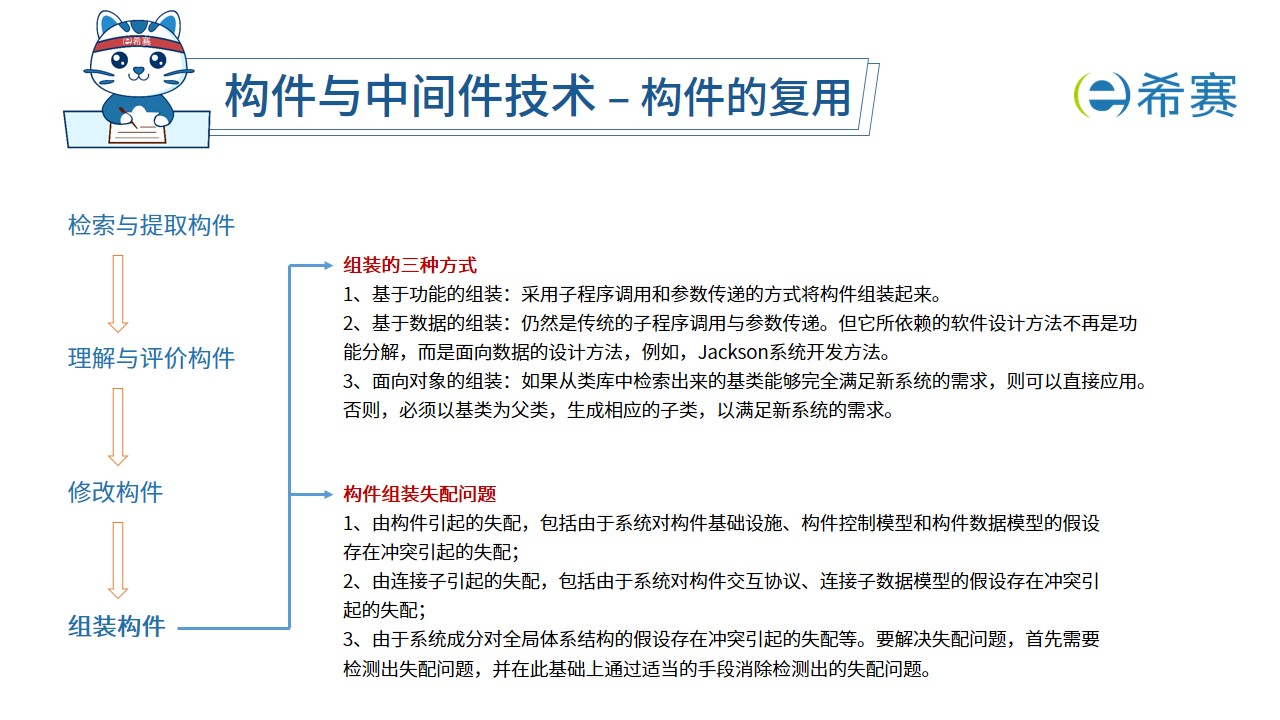 希赛
构件与中间件技术 – 构件的复用
希赛
检索与提取构件
理解与评价构件
修改构件
组装构件
组装的三种方式
1、基于功能的组装：采用子程序调用和参数传递的方式将构件组装起来。
2、基于数据的组装：仍然是传统的子程序调用与参数传递。但它所依赖的软件设计方法不再是功
能分解，而是面向数据的设计方法，例如，Jackson系统开发方法。
3、面向对象的组装：如果从类库中检索出来的基类能够完全满足新系统的需求，则可以直接应用。
否则，必须以基类为父类，生成相应的子类，以满足新系统的需求。
构件组装失配问题
1、由构件引起的失配，包括由于系统对构件基础设施、构件控制模型和构件数据模型的假设
存在冲突引起的失配；
2、由连接子引起的失配，包括由于系统对构件交互协议、连接子数据模型的假设存在冲突引
起的失配；
3、由于系统成分对全局体系结构的假设存在冲突引起的失配等。要解决失配问题，首先需要
检测出失配问题，并在此基础上通过适当的手段消除检测出的失配问题。